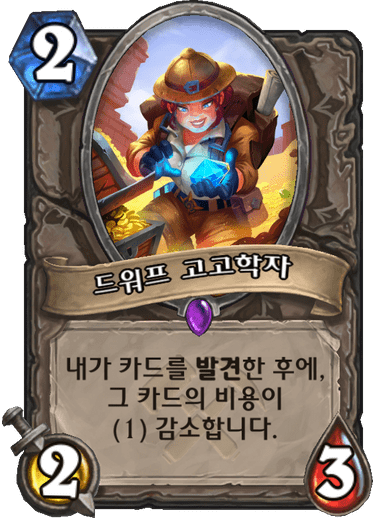 2
드워프 고고학자
내가 카드를 발견한 후에,
그 카드의 비용이
(1) 감소합니다.
2
3